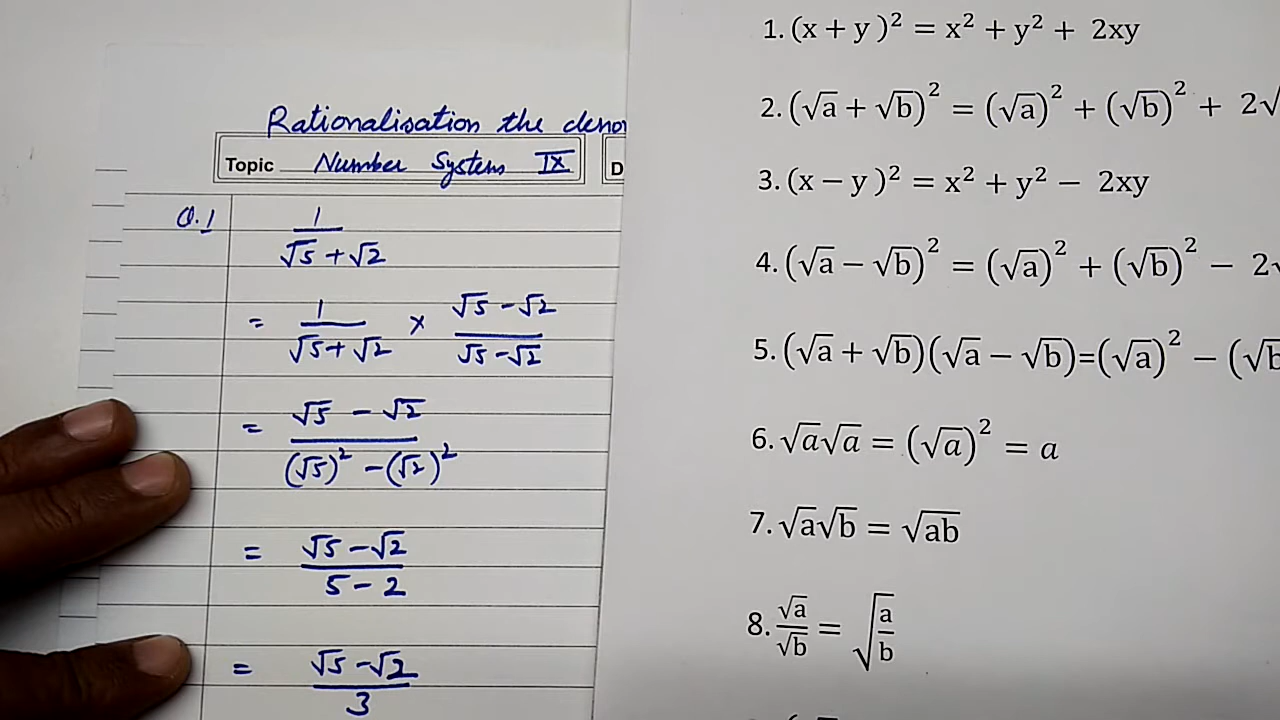 Rationalisation the deno
Topic Number System IX
D
Q.1 1/(√5 + √2)
= 1/(√5 + √2) × (√5 - √2)/(√5 - √2)
= (√5 - √2)/((√5)² - (√2)²)
= (√5 - √2)/(5 - 2)
= (√5 - √2)/3
1. (x + y )² = x² + y² + 2xy
2. (√a + √b)² = (√a)² + (√b)² + 2√
3. (x − y )² = x² + y² − 2xy
4. (√a − √b)² = (√a)² + (√b)² − 2√
5. (√a + √b)(√a − √b)=(√a)² − (√b
6. √a√a = (√a)² = a
7. √a√b = √ab
8. √a/√b = √(a/b)